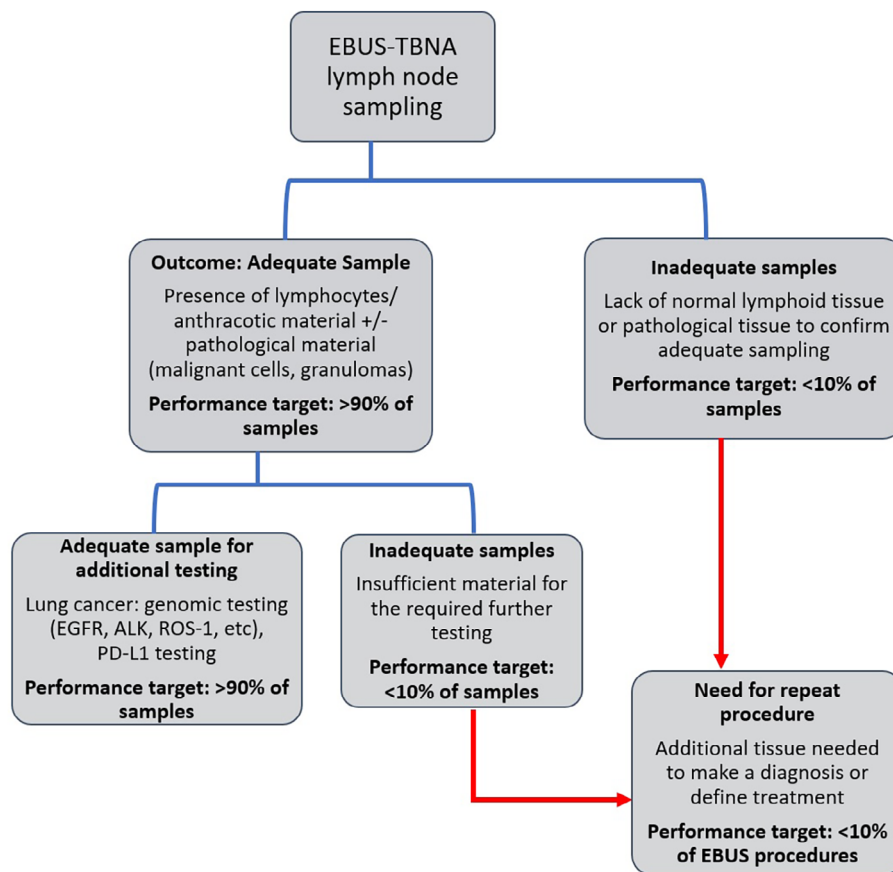 EBUS-TBNA
lymph node
sampling
Outcome: Adequate Sample
Presence of lymphocytes/
anthracotic material +/-
pathological material
(malignant cells, granulomas)
Performance target: >90% of
samples
Inadequate samples
Lack of normal lymphoid tissue
or pathological tissue to confirm
adequate sampling
Performance target: <10% of
samples
Adequate sample for
additional testing
Lung cancer: genomic testing
(EGFR, ALK, ROS-1, etc),
PD-L1 testing
Performance target: >90% of
samples
Inadequate samples
Insufficient material for
the required further
testing
Performance target:
<10% of samples
Need for repeat
procedure
Additional tissue needed
to make a diagnosis or
define treatment
Performance target: <10%
of EBUS procedures